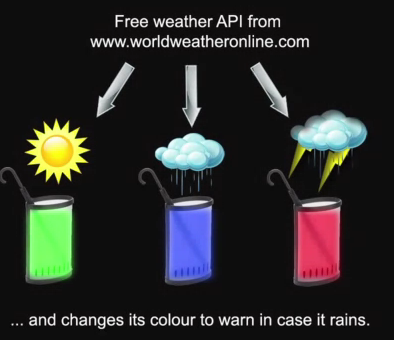 Free weather API from
www.worldweatheronline.com
... and changes its colour to warn in case it rains.